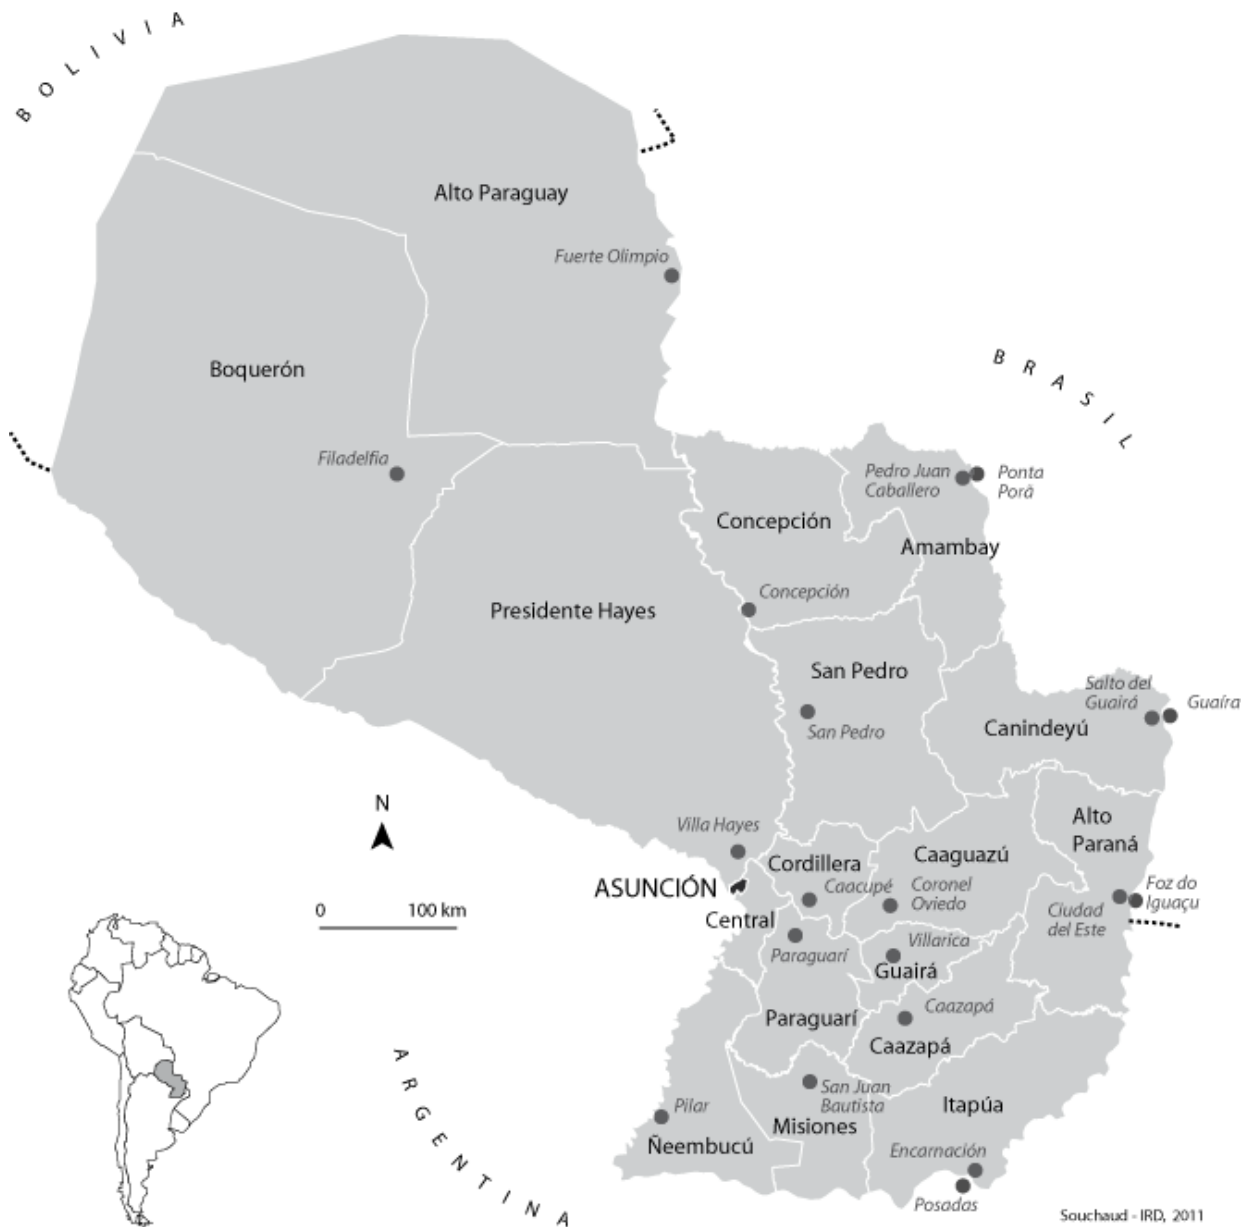 BOLIVIA
Alto Paraguay
Fuerte Olimpio
BRASIL
Boquerón
Filadelfia
Pedro Juan
Caballero
Ponta
Porã
Concepción
Amambay
Concepción
Presidente Hayes
San Pedro
San Pedro
Salto del
Guairá
Guaíra
Canindeyú
N
Villa Hayes
Alto
Paraná
Cordillera
Caaguazú
ASUNCIÓN
Caacupé
Coronel
Oviedo
Foz do
Iguaçu
Ciudad
del Este
0 100 km
Central
Paraguarí
Villarica
Guairá
Paraguarí
Caazapá
Caazapá
ARGENTINA
San Juan
Bautista
Itapúa
Pilar
Misiones
Ñeembucú
Encarnación
Posadas
Souchaud - IRD, 2011